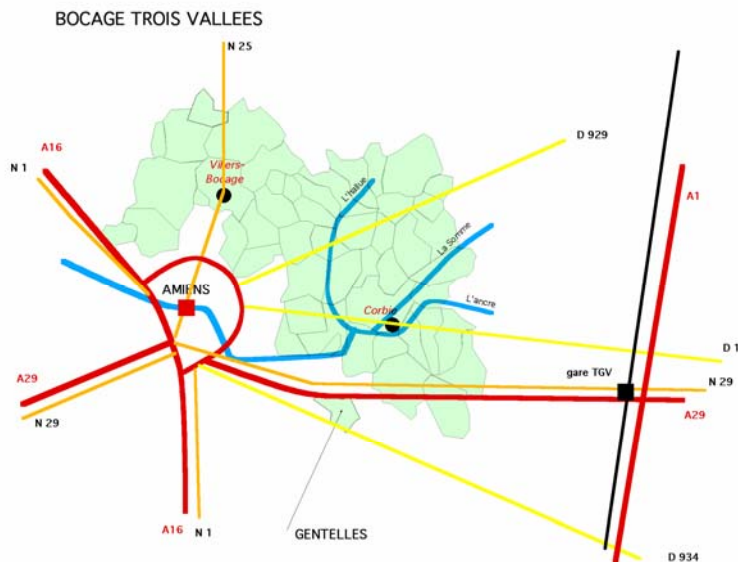 BOCAGE TROIS VALLEES
N 25
D 929
A16
N 1
Villers-
Bocage
L'halue
A1
La Somme
AMIENS
L'ancre
Corbie
D 1
gare TGV
A29
N 29
A29
N 29
A16
N 1
GENTELLES
D 934